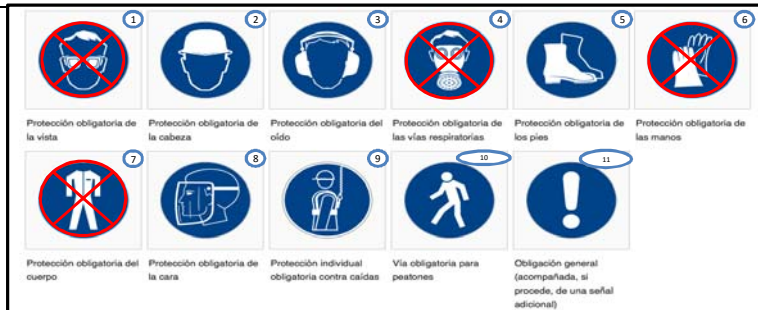 1 2 3 4 5 6
Protección obligatoria de la vista
Protección obligatoria de la cabeza
Protección obligatoria del oído
Protección obligatoria de las vías respiratorias
Protección obligatoria de los pies
Protección obligatoria de las manos
7 8 9 10 11
Protección obligatoria del cuerpo
Protección obligatoria de la cara
Protección individual obligatoria contra caídas
Vía obligatoria para peatones
Obligación general (acompañada, si procede, de una señal adicional)